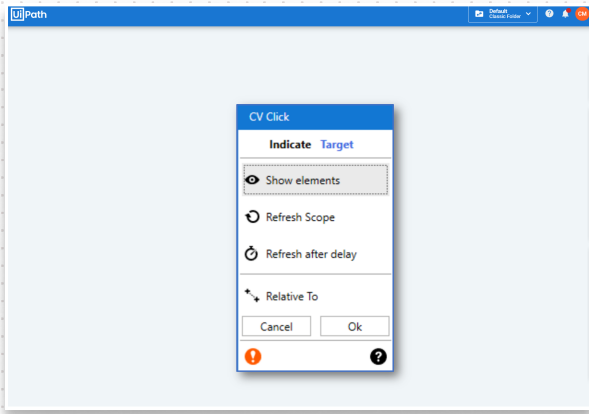 UiPath
Default
Classic Folder
?
CM
CV Click
Indicate Target
Show elements
Refresh Scope
Refresh after delay
Relative To
Cancel Ok
! ?